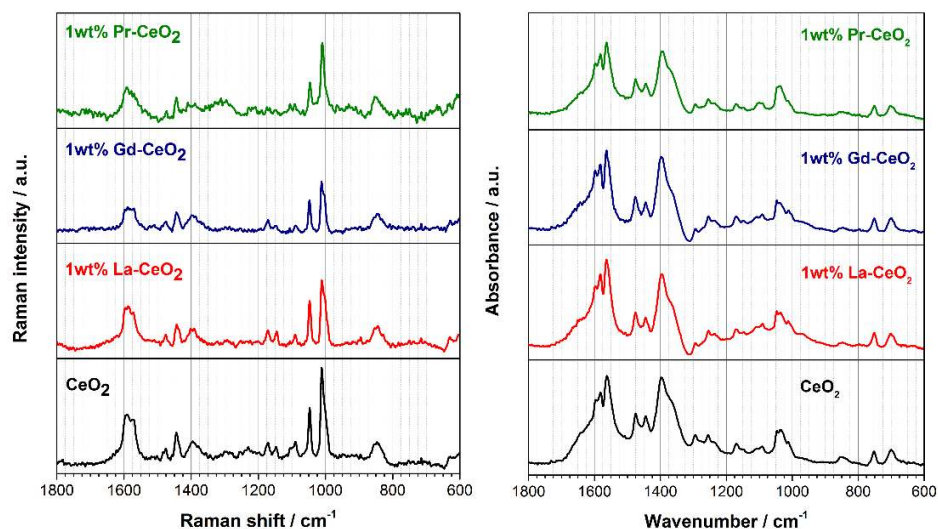 Raman intensity / a.u.
1wt% Pr-CeO₂
1wt% Gd-CeO₂
1wt% La-CeO₂
CeO₂
1800 1600 1400 1200 1000 800 600
Raman shift / cm⁻¹
Absorbance / a.u.
1wt% Pr-CeO₂
1wt% Gd-CeO₂
1wt% La-CeO₂
CeO₂
1800 1600 1400 1200 1000 800 600
Wavenumber / cm⁻¹